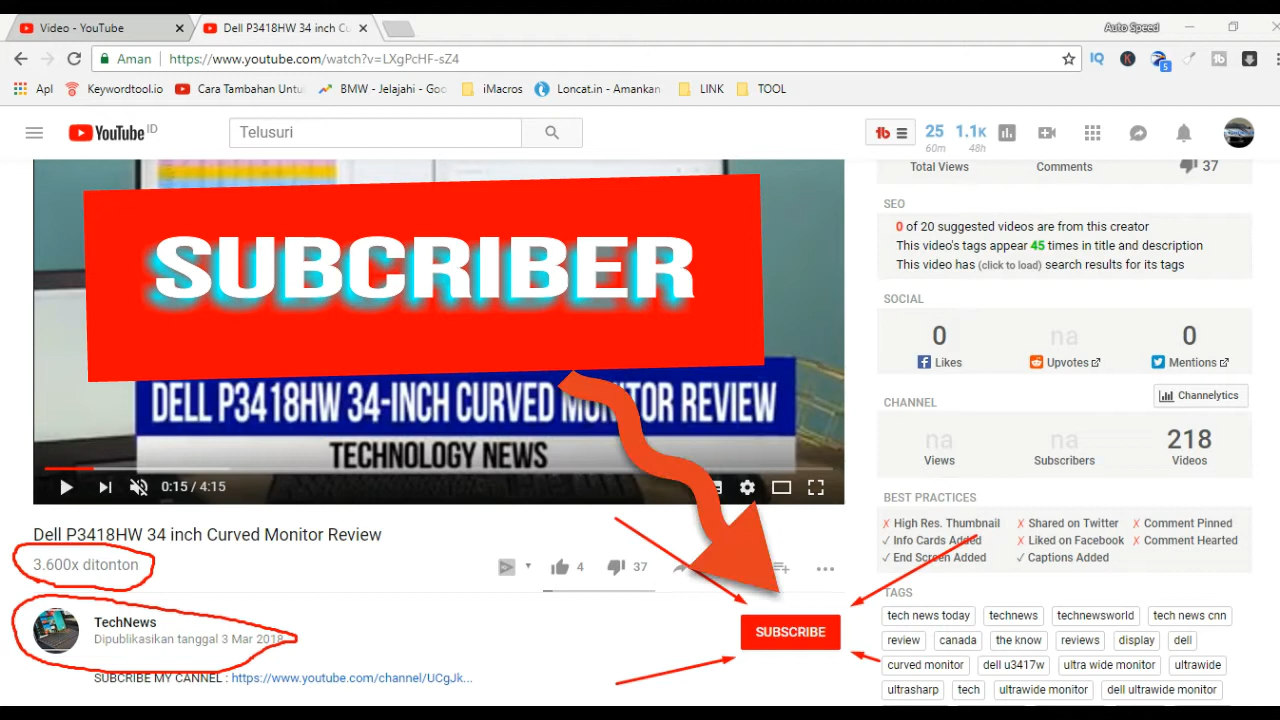 Video - YouTube
Dell P3418HW 34 inch Cu
Auto Speed
Aman
https://www.youtube.com/watch?v=LXgPcHF-sZ4
IQ
K
5
Apl
Keywordtool.io
Cara Tambahan Untu
BMW - Jelajahi - Goo
iMacros
Loncat.in - Amankan
LINK
TOOL
YouTube ID
Telusuri
tb
25
60m
1.1K
48h
Total Views
Comments
37
SEO
0 of 20 suggested videos are from this creator
This video's tags appear 45 times in title and description
This video has (click to load) search results for its tags
SUBCRIBER
SOCIAL
0
na
0
Likes
Upvotes
Mentions
DELL P3418HW 34-INCH CURVED MONITOR REVIEW
TECHNOLOGY NEWS
CHANNEL
Channelytics
na
na
218
Views
Subscribers
Videos
0:15 / 4:15
BEST PRACTICES
✗ High Res. Thumbnail
✗ Shared on Twitter
✗ Comment Pinned
✓ Info Cards Added
✗ Liked on Facebook
✗ Comment Hearted
✓ End Screen Added
✓ Captions Added
Dell P3418HW 34 inch Curved Monitor Review
3.600x ditonton
4
37
TechNews
Dipublikasikan tanggal 3 Mar 2018
SUBSCRIBE
SUBCRIBE MY CANNEL : https://www.youtube.com/channel/UCgJk...
TAGS
tech news today
technews
technewsworld
tech news cnn
review
canada
the know
reviews
display
dell
curved monitor
dell u3417w
ultra wide monitor
ultrawide
ultrasharp
tech
ultrawide monitor
dell ultrawide monitor